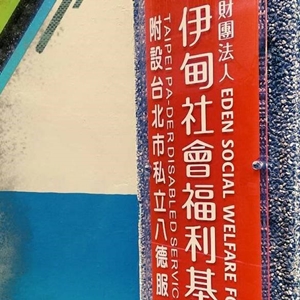 財團法人 EDEN SOCIAL WELFARE F
伊甸社會福利基
TAIPEI PA-DERDISABLED SERVIC
附設台北市私立八德服